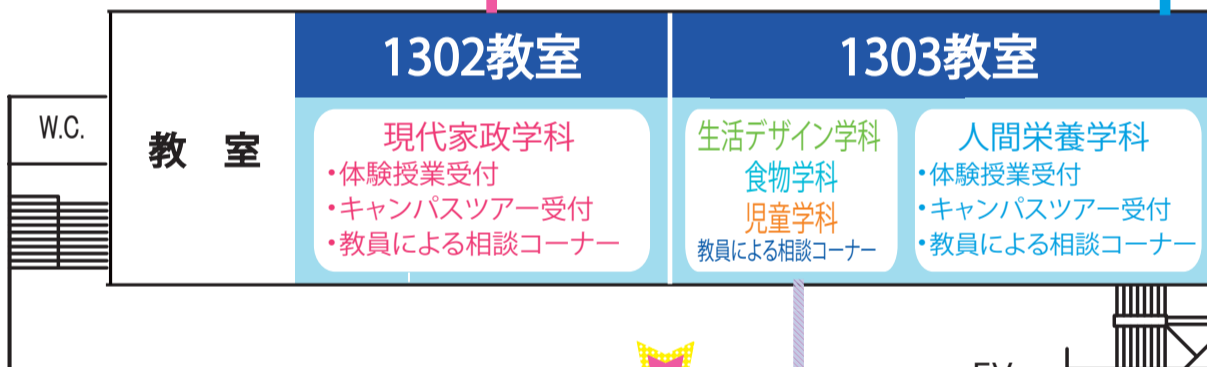 1302教室
1303教室
W.C.
教 室
現代家政学科
・体験授業受付
・キャンパスツアー受付
・教員による相談コーナー
生活デザイン学科
食物学科
児童学科
教員による相談コーナー
人間栄養学科
・体験授業受付
・キャンパスツアー受付
・教員による相談コーナー